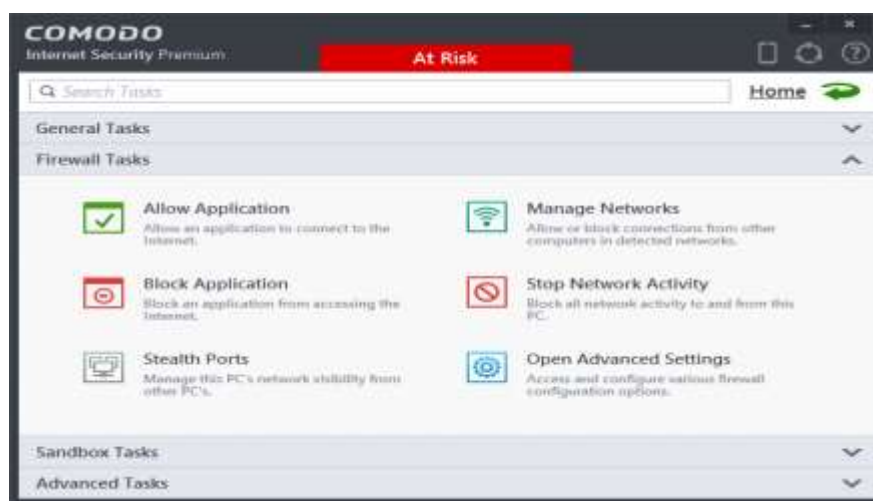 COMODO
Internet Security Premium
At Risk
Search Tasks
Home
General Tasks
Firewall Tasks
Allow Application
Allow an application to connect to the
Internet.
Manage Networks
Allow or block connections from other
computers in detected networks.
Block Application
Block an application from accessing the
Internet.
Stop Network Activity
Block all network activity to and from this
PC.
Stealth Ports
Manage this PC's network visibility from
other PC's.
Open Advanced Settings
Access and configure various firewall
configuration options.
Sandbox Tasks
Advanced Tasks